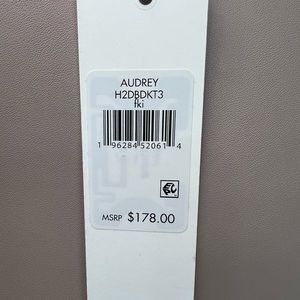 AUDREY
H2DBDKT3
fki
1 96284 52061 4
MSRP $178.00